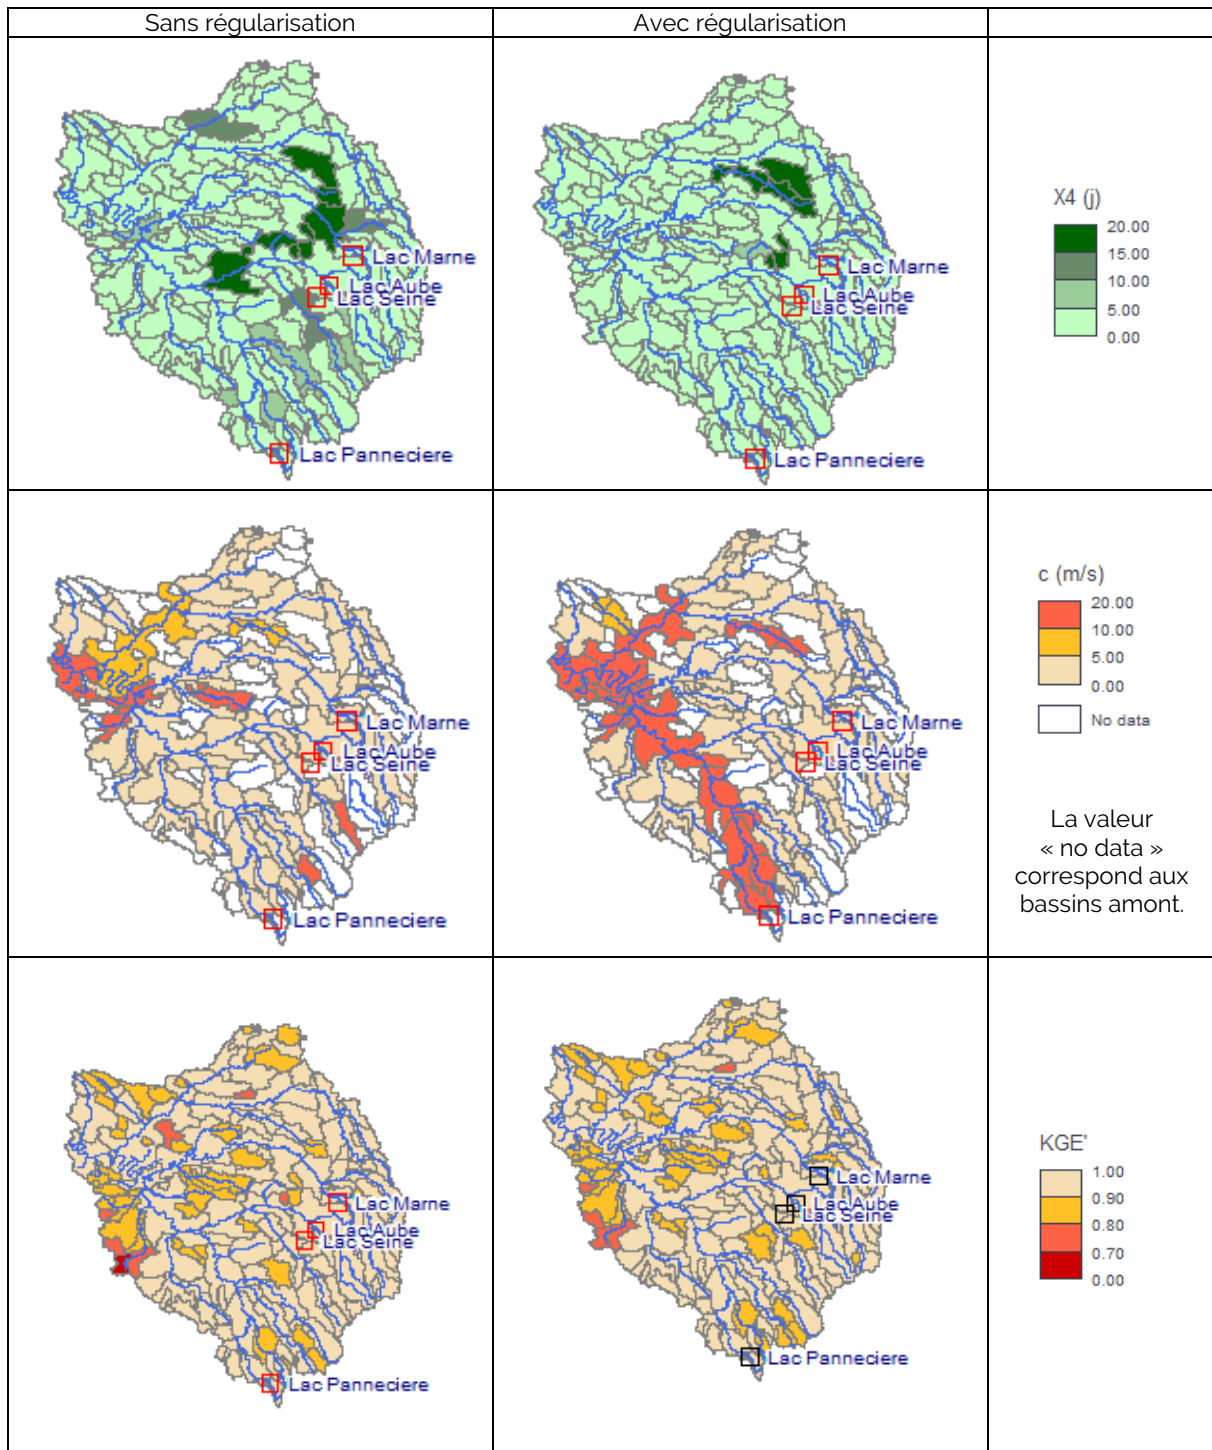 Sans régularisation
Avec régularisation
Lac Marne
Lac Aube
Lac Seine
Lac Panneciere
Lac Marne
Lac Aube
Lac Seine
Lac Panneciere
X4 (j)
20.00
15.00
10.00
5.00
0.00
Lac Marne
Lac Aube
Lac Seine
Lac Panneciere
Lac Marne
Lac Aube
Lac Seine
Lac Panneciere
c (m/s)
20.00
10.00
5.00
0.00
No data
La valeur
« no data »
correspond aux
bassins amont.
Lac Marne
Lac Aube
Lac Seine
Lac Panneciere
Lac Marne
Lac Aube
Lac Seine
Lac Panneciere
KGE'
1.00
0.90
0.80
0.70
0.00